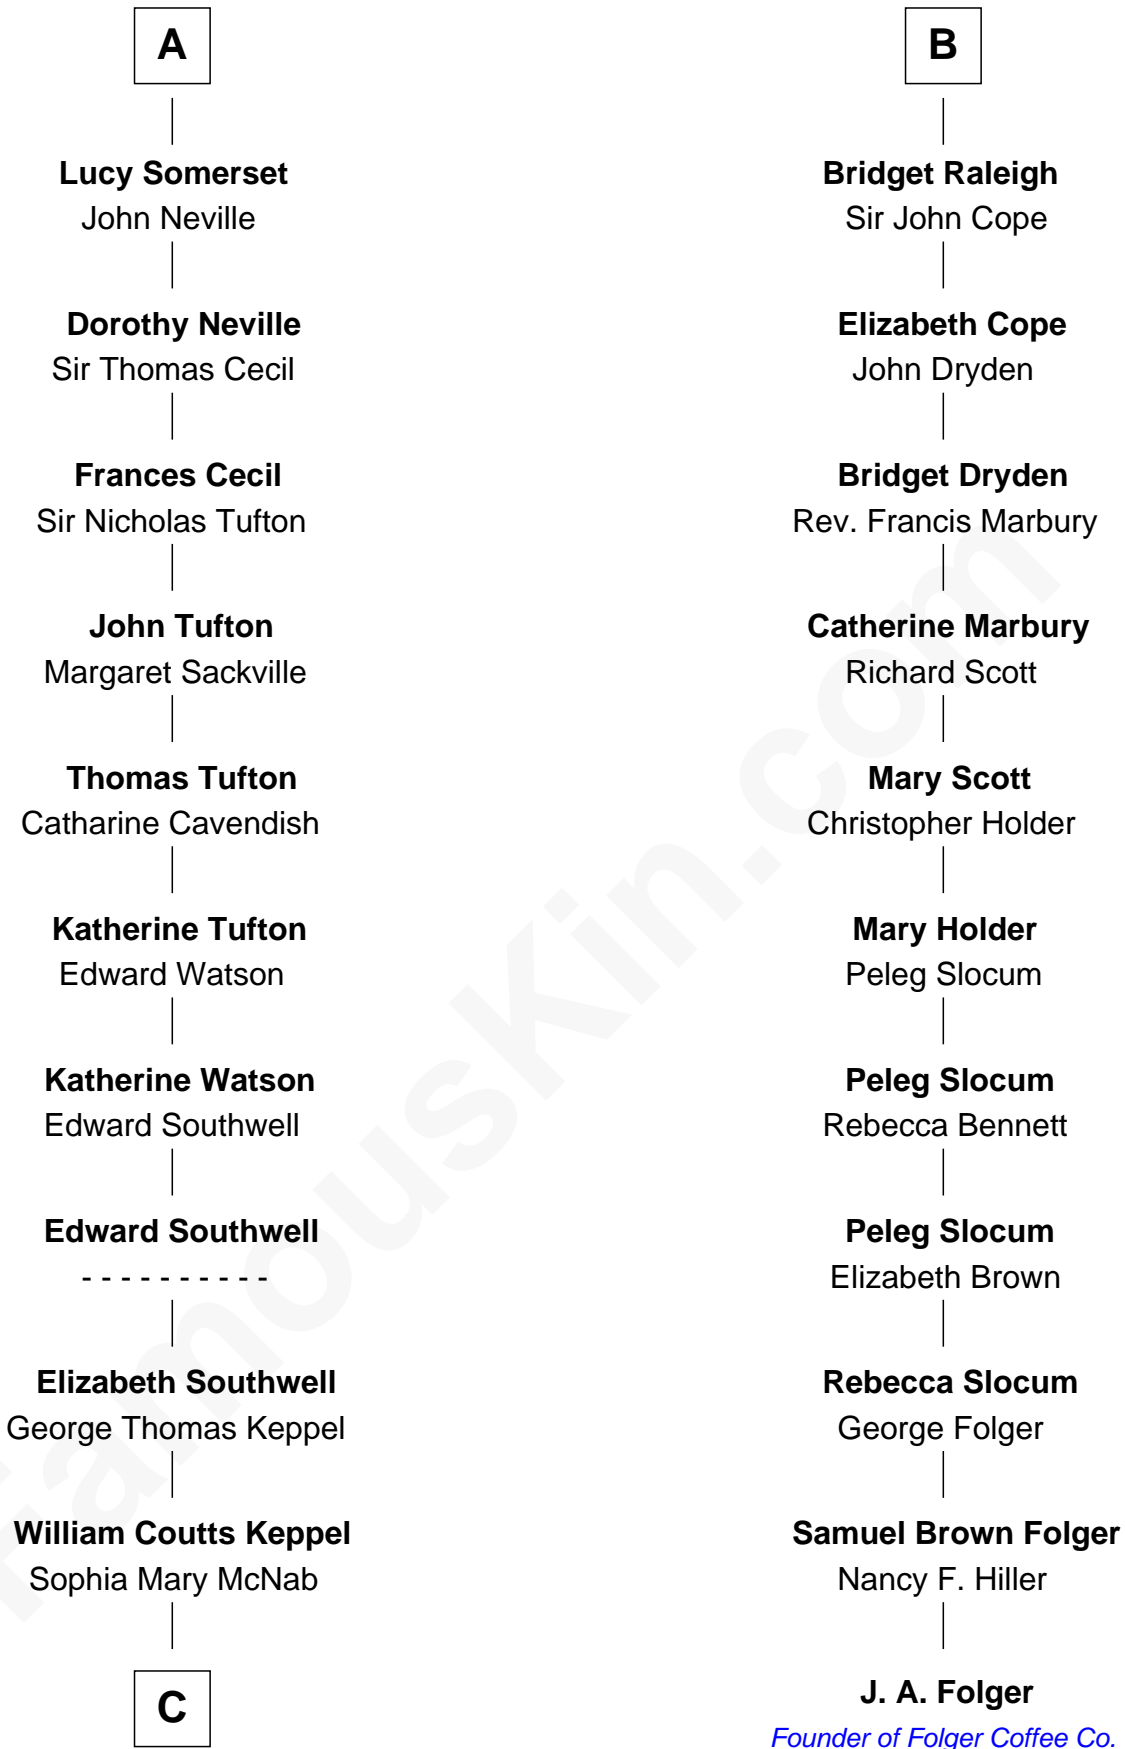 A
Lucy Somerset
John Neville
Dorothy Neville
Sir Thomas Cecil
Frances Cecil
Sir Nicholas Tufton
John Tufton
Margaret Sackville
Thomas Tufton
Catharine Cavendish
Katherine Tufton
Edward Watson
Katherine Watson
Edward Southwell
Edward Southwell
- - - - - - - - - -
Elizabeth Southwell
George Thomas Keppel
William Coutts Keppel
Sophia Mary McNab
C
B
Bridget Raleigh
Sir John Cope
Elizabeth Cope
John Dryden
Bridget Dryden
Rev. Francis Marbury
Catherine Marbury
Richard Scott
Mary Scott
Christopher Holder
Mary Holder
Peleg Slocum
Peleg Slocum
Rebecca Bennett
Peleg Slocum
Elizabeth Brown
Rebecca Slocum
George Folger
Samuel Brown Folger
Nancy F. Hiller
J. A. Folger
Founder of Folger Coffee Co.
FamousKin.com